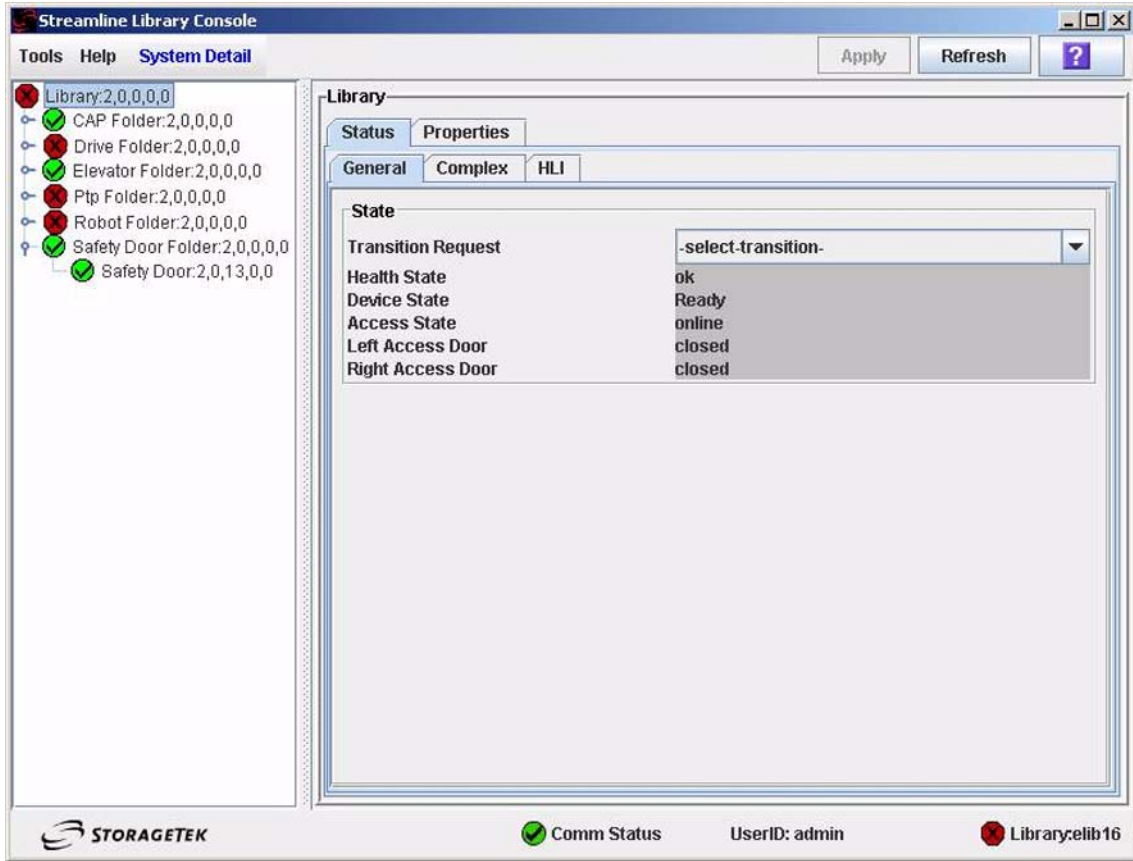 Streamline Library Console
Tools Help System Detail
Apply Refresh ?
Library:2,0,0,0,0
CAP Folder:2,0,0,0,0
Drive Folder:2,0,0,0,0
Elevator Folder:2,0,0,0,0
Ptp Folder:2,0,0,0,0
Robot Folder:2,0,0,0,0
Safety Door Folder:2,0,0,0,0
Safety Door:2,0,13,0,0
Library
Status Properties
General Complex HLI
State
Transition Request -select-transition-
Health State ok
Device State Ready
Access State online
Left Access Door closed
Right Access Door closed
STORAGETEK Comm Status UserID: admin Library:elib16